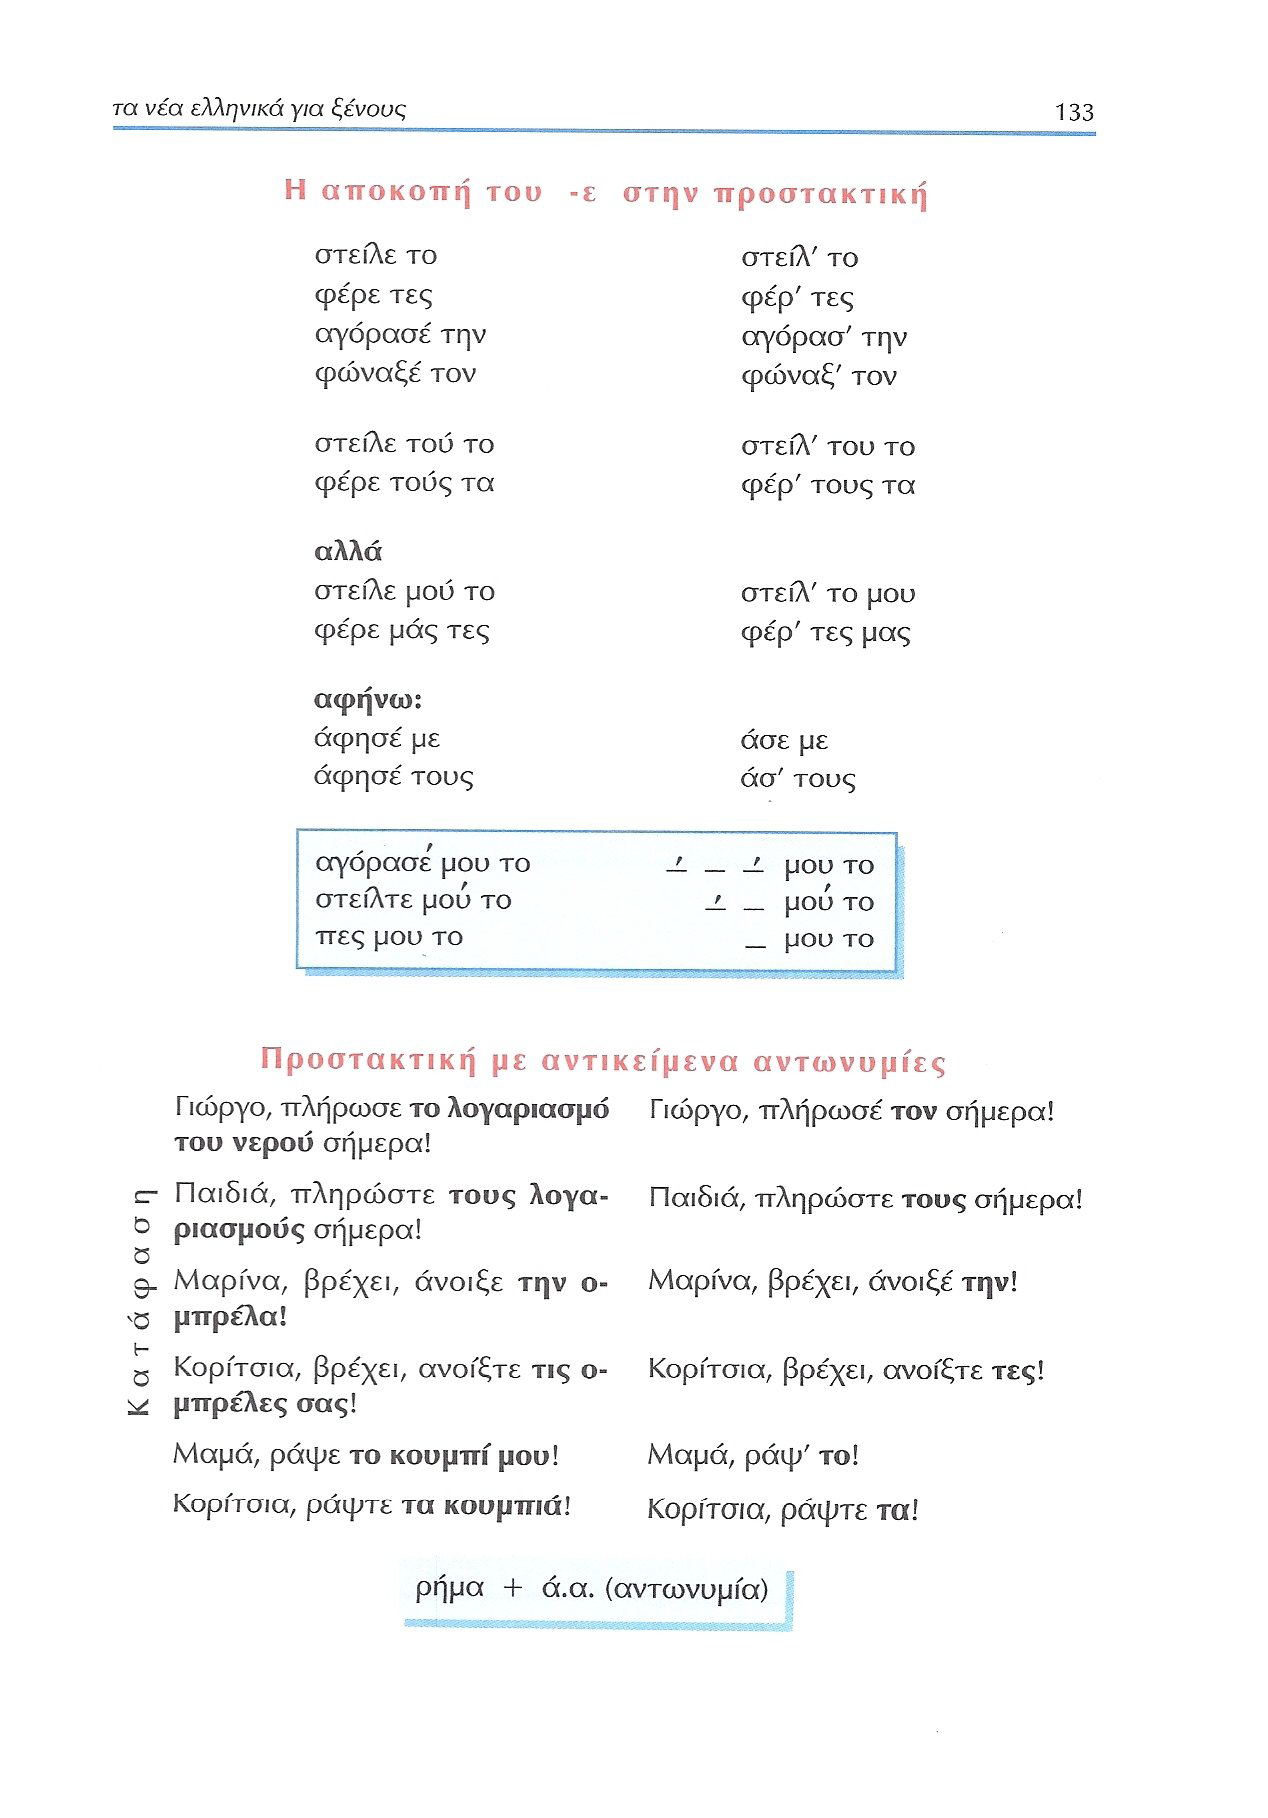 τα νέα ελληνικά για ξένους 133
Η αποκοπή του -ε στην προστακτική
στείλε το στείλ' το
φέρε τες φέρ' τες
αγόρασέ την αγόρασ' την
φώναξέ τον φώναξ' τον
στείλε τού το στείλ' του το
φέρε τούς τα φέρ' τους τα
αλλά
στείλε μού το στείλ' το μου
φέρε μάς τες φέρ' τες μας
αφήνω:
άφησέ με άσε με
άφησέ τους άσ' τους
αγόρασέ μου το –́ – –́ μου το
στείλτε μού το –́ – μού το
πες μου το – μου το
Προστακτική με αντικείμενα αντωνυμίες
Κατάφαση
Γιώργο, πλήρωσε το λογαριασμό Γιώργο, πλήρωσέ τον σήμερα!
του νερού σήμερα!
Παιδιά, πληρώστε τους λογα- Παιδιά, πληρώστε τους σήμερα!
ριασμούς σήμερα!
Μαρίνα, βρέχει, άνοιξε την ο- Μαρίνα, βρέχει, άνοιξέ την!
μπρέλα!
Κορίτσια, βρέχει, ανοίξτε τις ο- Κορίτσια, βρέχει, ανοίξτε τες!
μπρέλες σας!
Μαμά, ράψε το κουμπί μου! Μαμά, ράψ' το!
Κορίτσια, ράψτε τα κουμπιά! Κορίτσια, ράψτε τα!
ρήμα + ά.α. (αντωνυμία)